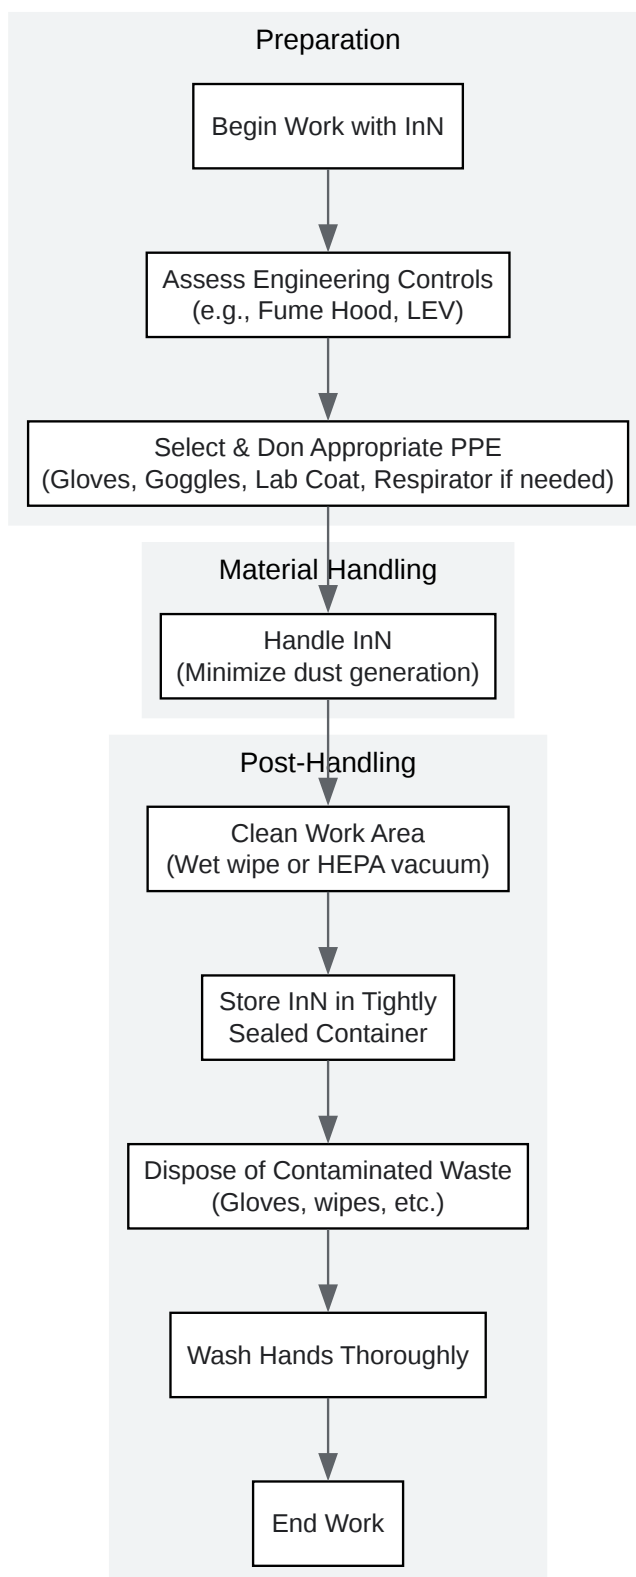 Preparation
Begin Work with InN
Assess Engineering Controls
(e.g., Fume Hood, LEV)
Select & Don Appropriate PPE
(Gloves, Goggles, Lab Coat, Respirator if needed)
Material Handling
Handle InN
(Minimize dust generation)
Post-Handling
Clean Work Area
(Wet wipe or HEPA vacuum)
Store InN in Tightly
Sealed Container
Dispose of Contaminated Waste
(Gloves, wipes, etc.)
Wash Hands Thoroughly
End Work